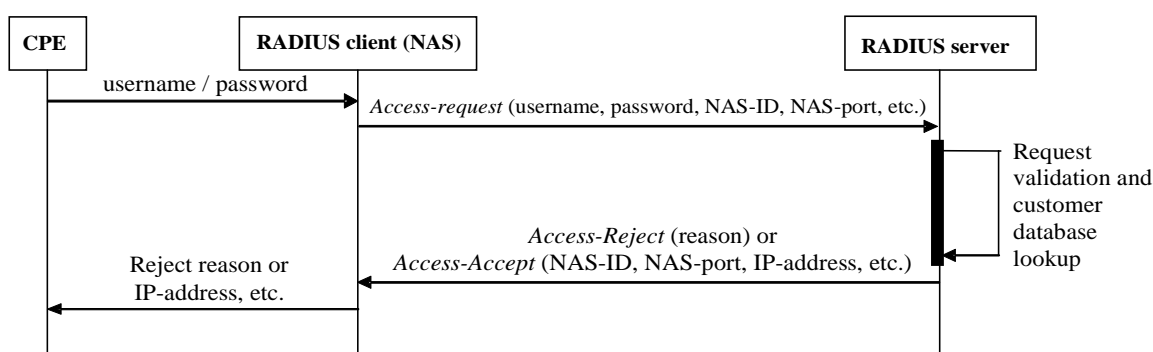 CPE
RADIUS client (NAS)
RADIUS server
username / password
Access-request (username, password, NAS-ID, NAS-port, etc.)
Request
validation and
customer
database
lookup
Access-Reject (reason) or
Access-Accept (NAS-ID, NAS-port, IP-address, etc.)
Reject reason or
IP-address, etc.